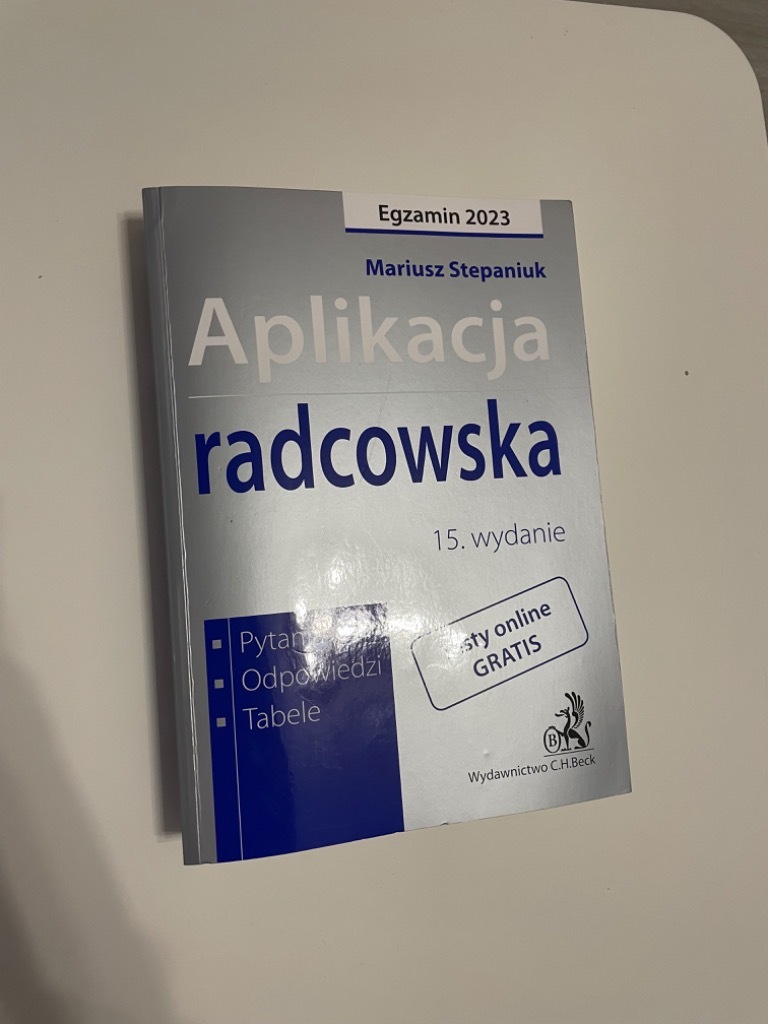 Egzamin 2023
Mariusz Stepaniuk
Aplikacja
radcowska
15. wydanie
Odpowiedzi
Tabele
online
GRATIS
B
Wydawnictwo C.H.Beck